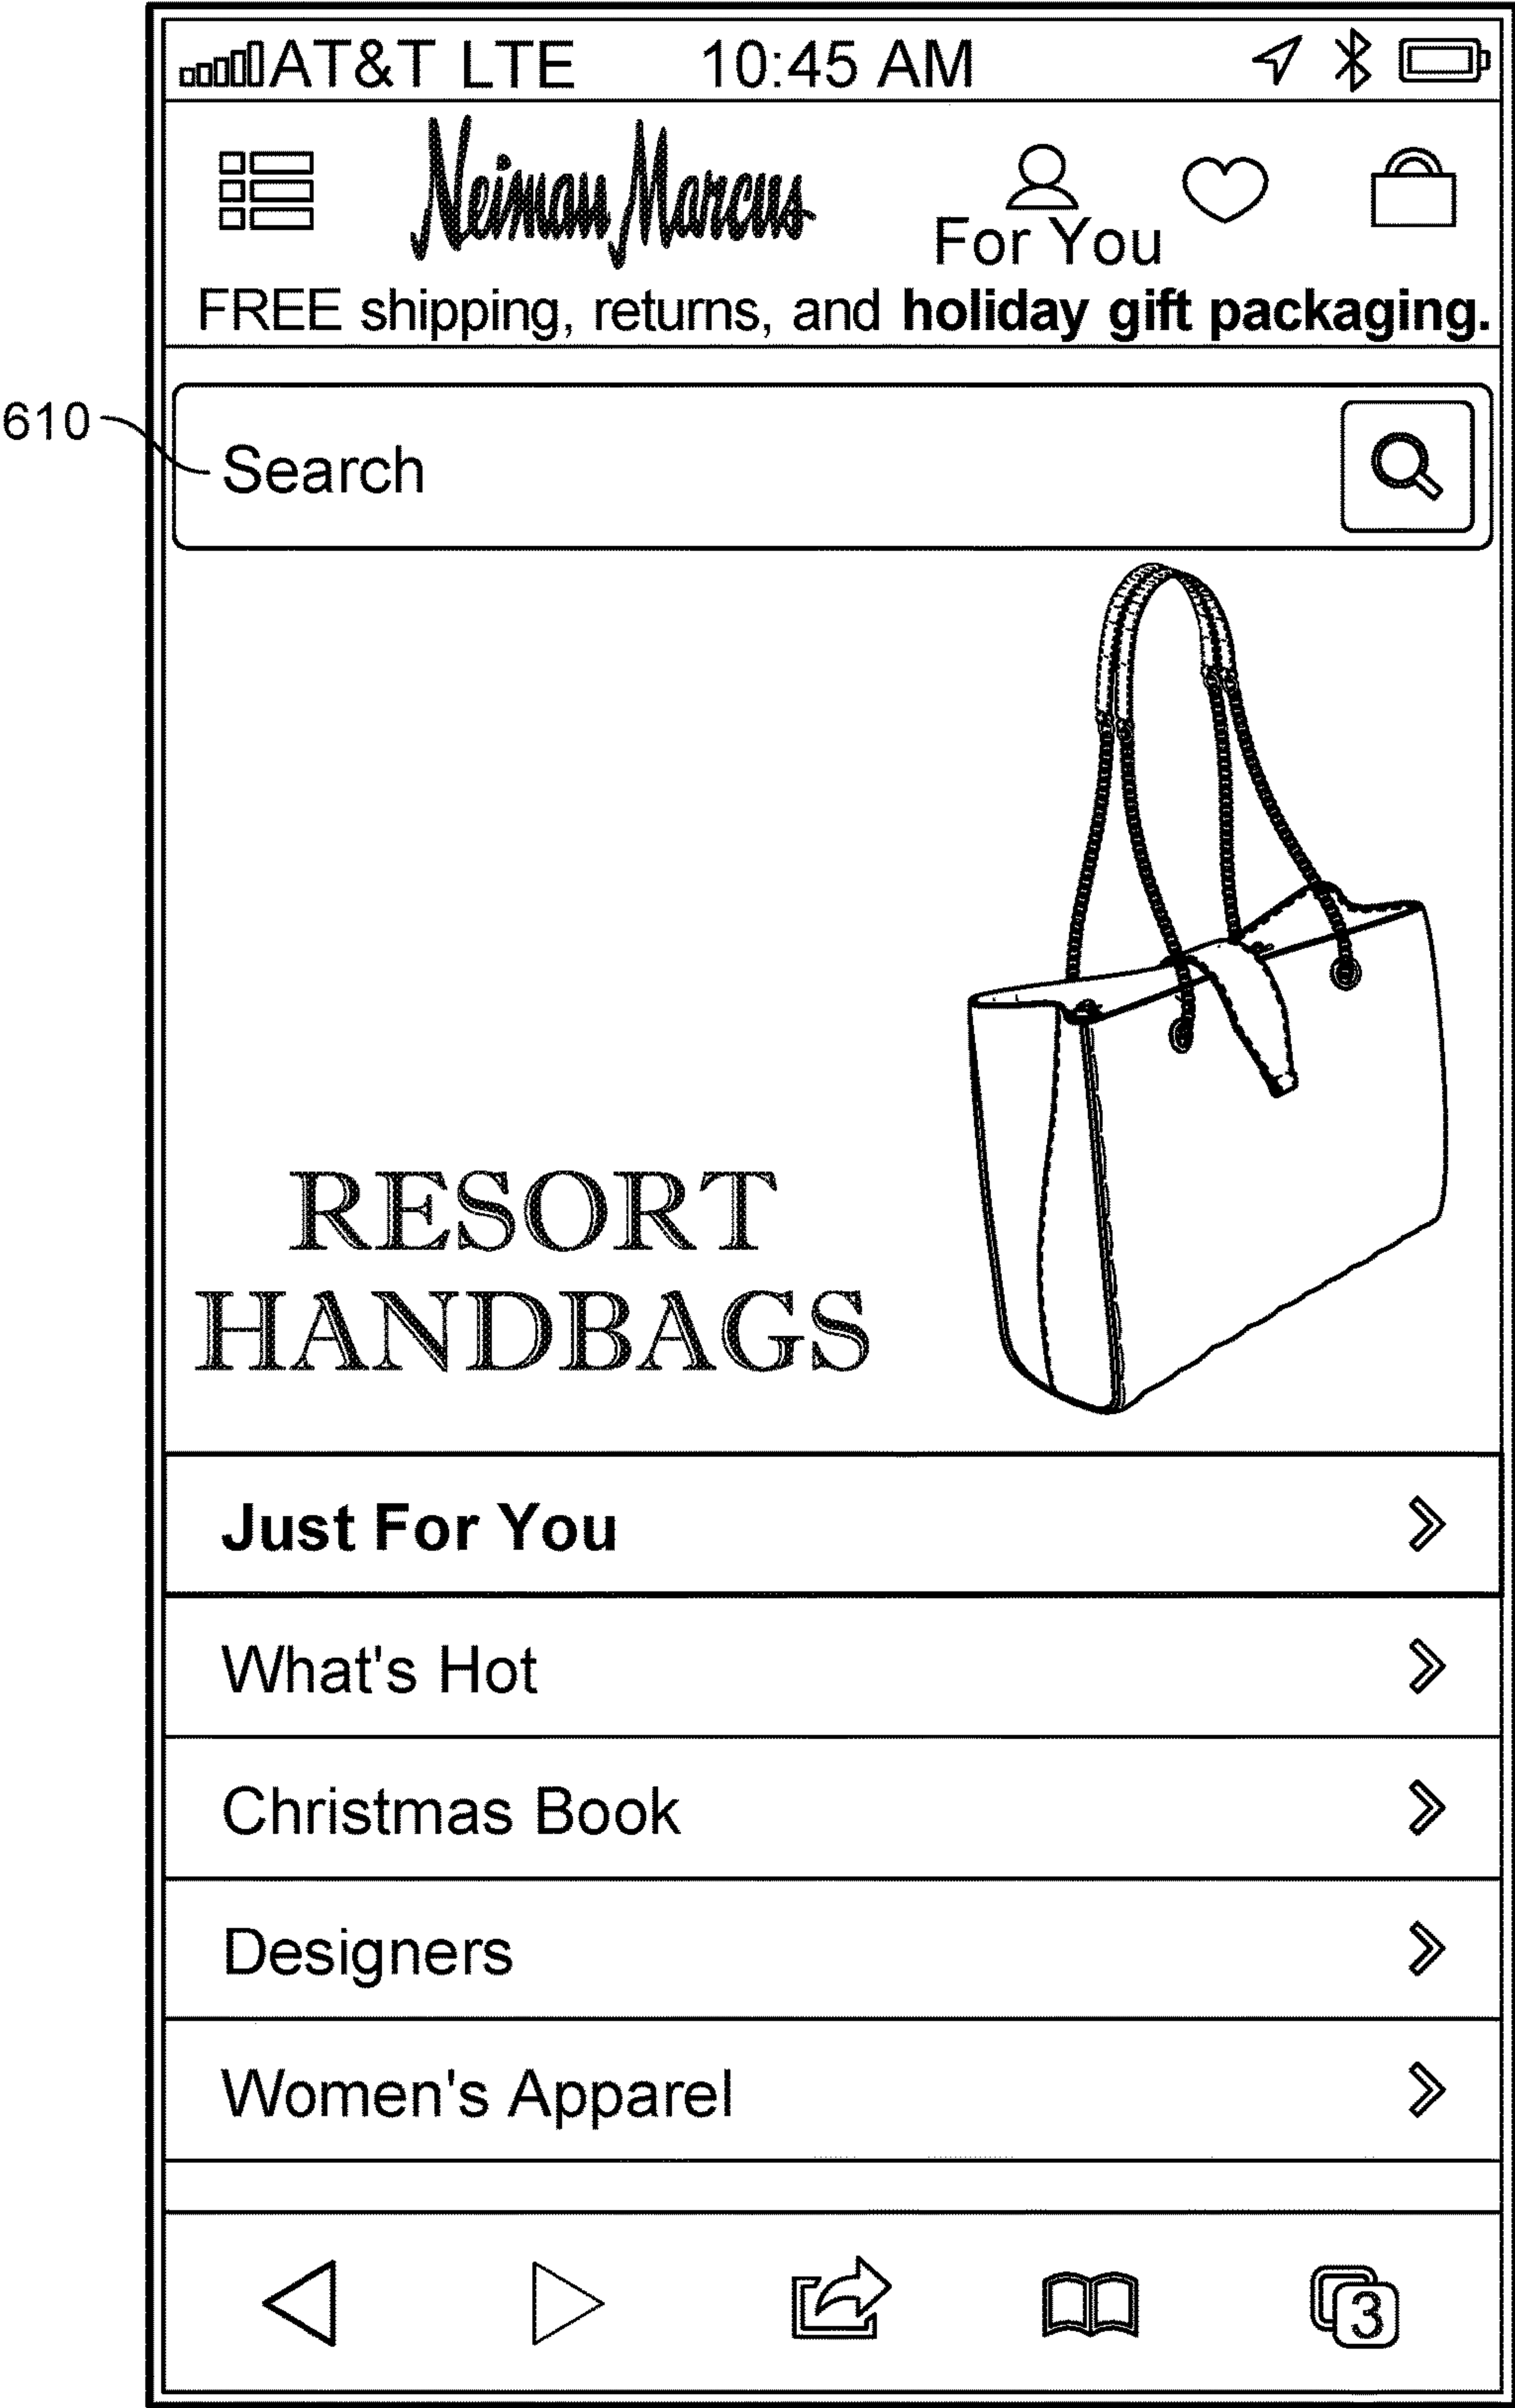 AT&T LTE 10:45 AM
Neiman Marcus
For You
FREE shipping, returns, and holiday gift packaging.
610
Search
RESORT
HANDBAGS
Just For You
What's Hot
Christmas Book
Designers
Women's Apparel
3